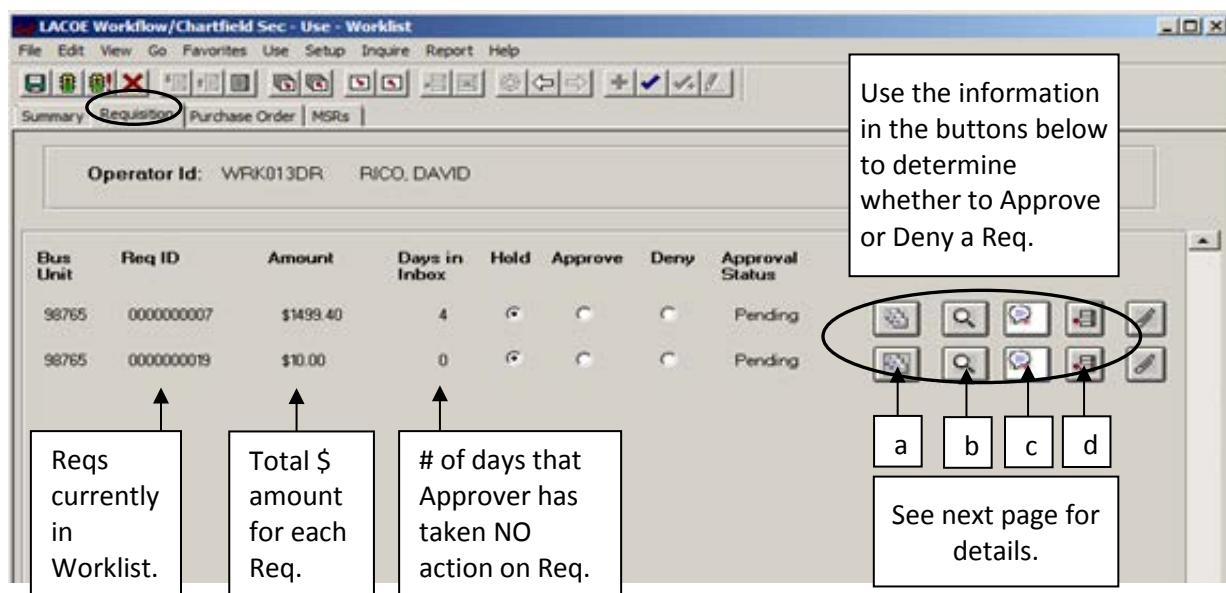 LACOE Workflow/Chartfield Sec - Use - Worklist
File Edit View Go Favorites Use Setup Inquire Report Help
Summary Requisition Purchase Order MSRs
Use the information
in the buttons below
to determine
whether to Approve
or Deny a Req.
Operator Id: WRK013DR RICO, DAVID
Bus Unit Req ID Amount Days in Inbox Hold Approve Deny Approval Status
98765 0000000007 $1499.40 4 Pending
98765 0000000019 $10.00 0 Pending
a b c d
Reqs
currently
in
Worklist.
Total $
amount
for each
Req.
# of days that
Approver has
taken NO
action on Req.
See next page for
details.